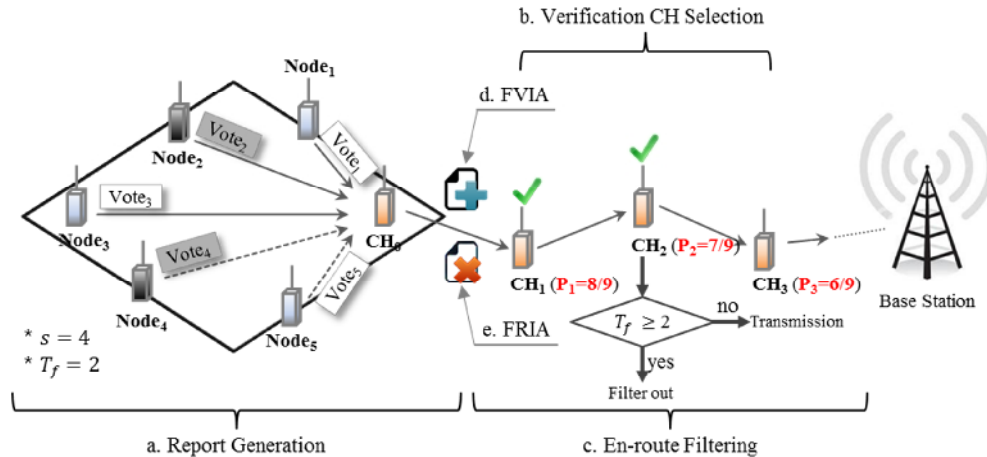 b. Verification CH Selection
Node1
d. FVIA
Vote2
Vote1
Node2
Vote3
Node3
CH0
Vote4
CH2 (P2=7/9)
Vote5
CH1 (P1=8/9)
CH3 (P3=6/9)
Base Station
Node4
Tf ≥ 2
no
Transmission
Node5
e. FRIA
* s = 4
* Tf = 2
yes
Filter out
a. Report Generation
c. En-route Filtering